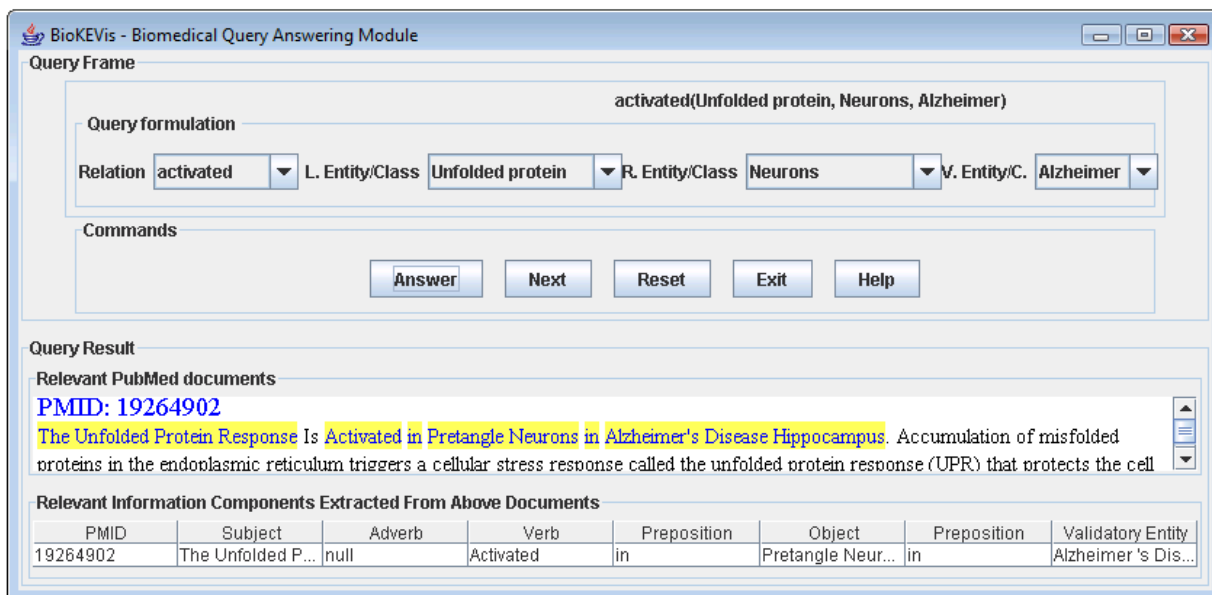 BioKEVis - Biomedical Query Answering Module
Query Frame
activated(Unfolded protein, Neurons, Alzheimer)
Query formulation
Relation activated L. Entity/Class Unfolded protein R. Entity/Class Neurons V. Entity/C. Alzheimer
Commands
Answer Next Reset Exit Help
Query Result
Relevant PubMed documents
PMID: 19264902
The Unfolded Protein Response Is Activated in Pretangle Neurons in Alzheimer's Disease Hippocampus. Accumulation of misfolded
proteins in the endoplasmic reticulum triggers a cellular stress response called the unfolded protein response (UPR) that protects the cell
Relevant Information Components Extracted From Above Documents
PMID Subject Adverb Verb Preposition Object Preposition Validatory Entity
19264902 The Unfolded P... null Activated in Pretangle Neur... in Alzheimer 's Dis...